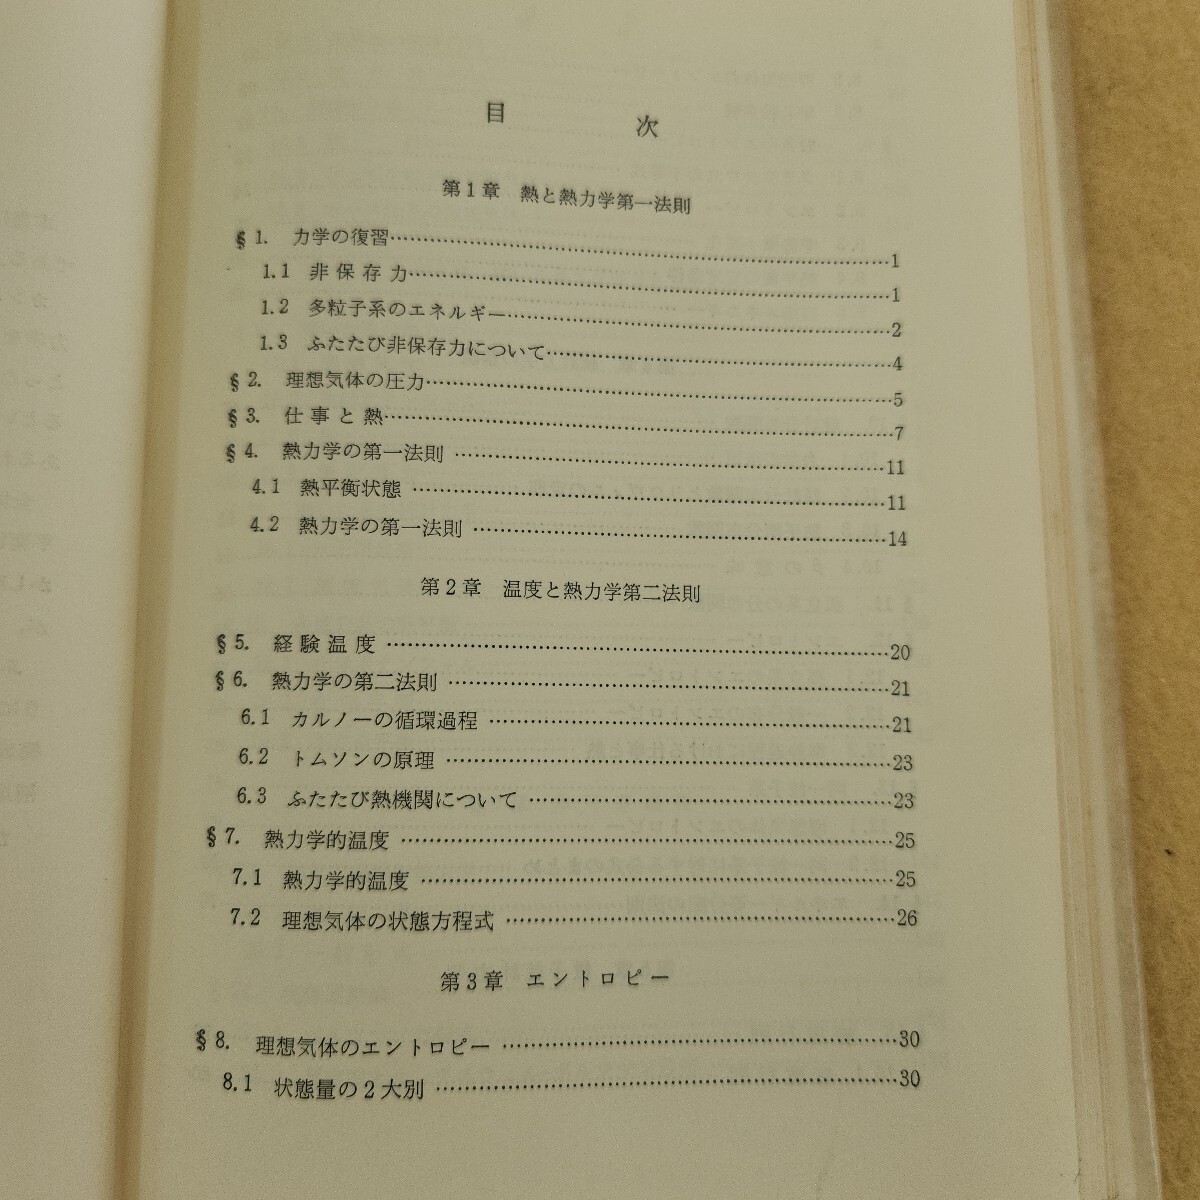 目次
第1章 熱と熱力学第一法則
§1. 力学の復習……1
1.1 非保存力……1
1.2 多粒子系のエネルギー……2
1.3 ふたたび非保存力について……4
§2. 理想気体の圧力……5
§3. 仕事と熱……7
§4. 熱力学の第一法則……11
4.1 熱平衡状態……11
4.2 熱力学の第一法則……14
第2章 温度と熱力学第二法則
§5. 経験温度……20
§6. 熱力学の第二法則……21
6.1 カルノーの循環過程……21
6.2 トムソンの原理……23
6.3 ふたたび熱機関について……23
§7. 熱力学的温度……25
7.1 熱力学的温度……25
7.2 理想気体の状態方程式……26
第3章 エントロピー
§8. 理想気体のエントロピー……30
8.1 状態量の2大別……30